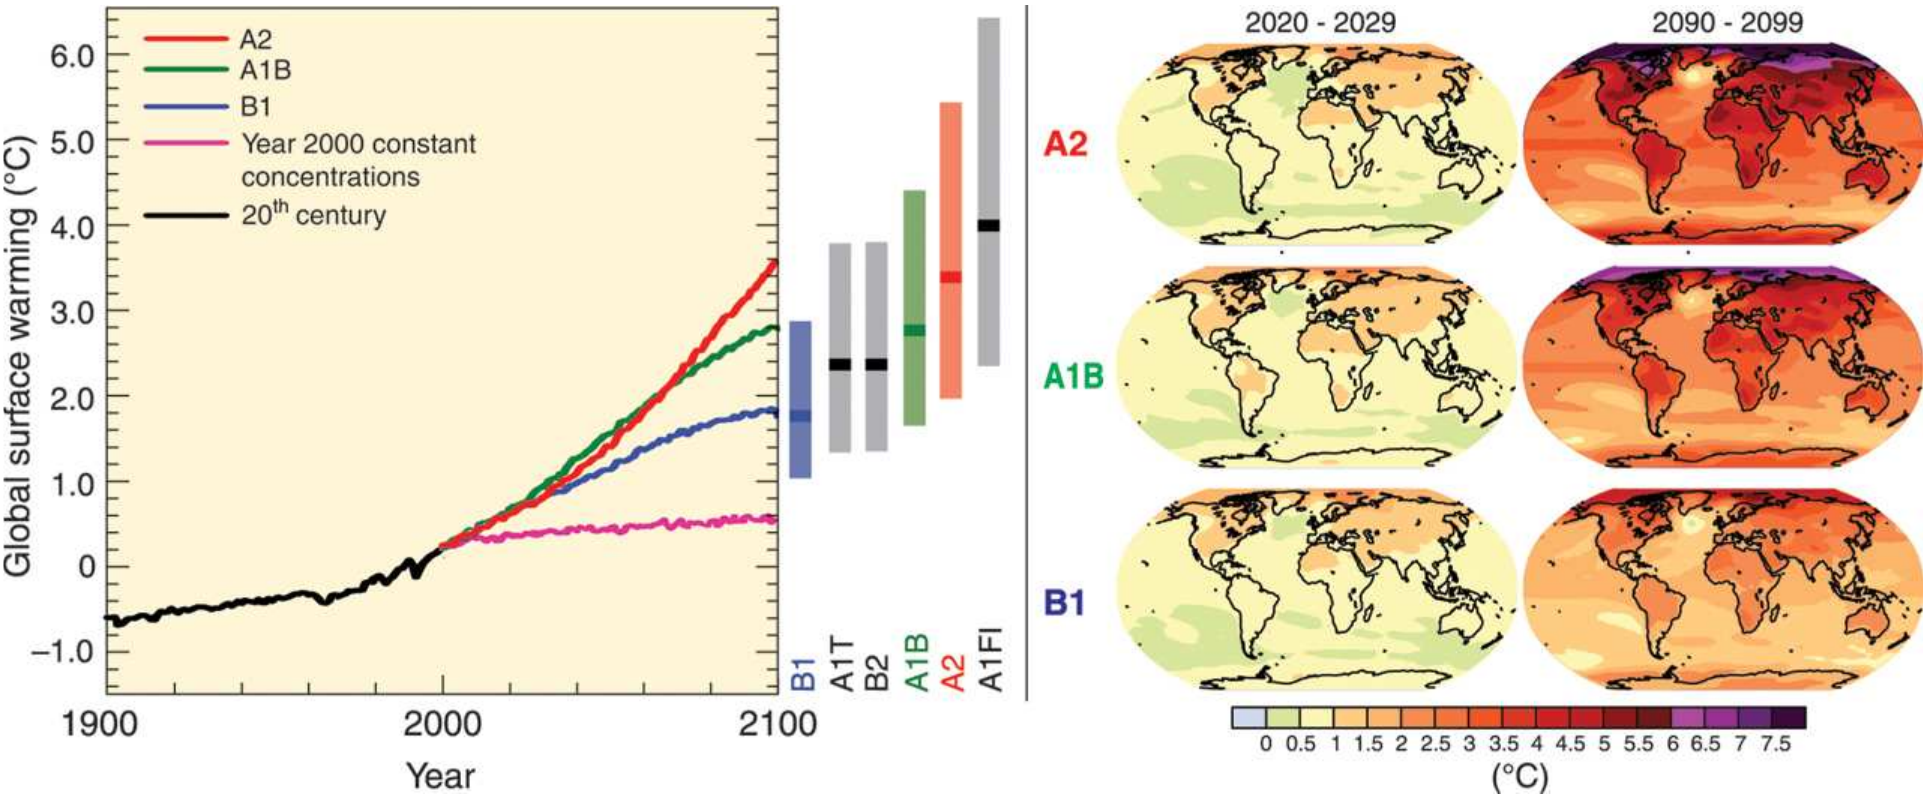 Global surface warming (°C)
6.0
5.0
4.0
3.0
2.0
1.0
0
–1.0
A2
A1B
B1
Year 2000 constant
concentrations
20th century
1900
2000
2100
Year
B1
A1T
B2
A1B
A2
A1FI
2020 - 2029
2090 - 2099
A2
A1B
B1
0 0.5 1 1.5 2 2.5 3 3.5 4 4.5 5 5.5 6 6.5 7 7.5
(°C)